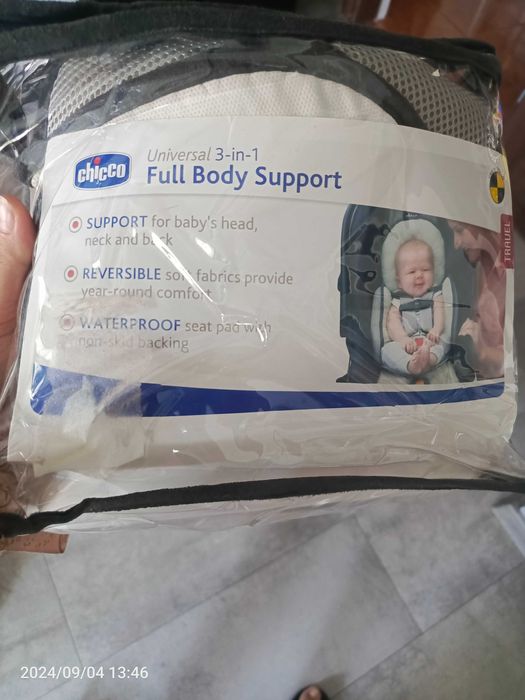 chicco
Universal 3-in-1
Full Body Support
SUPPORT for baby's head,
neck and back
REVERSIBLE soft fabrics provide
year-round comfort
WATERPROOF seat pad with
non-skid backing
TRAVEL
2024/09/04 13:46